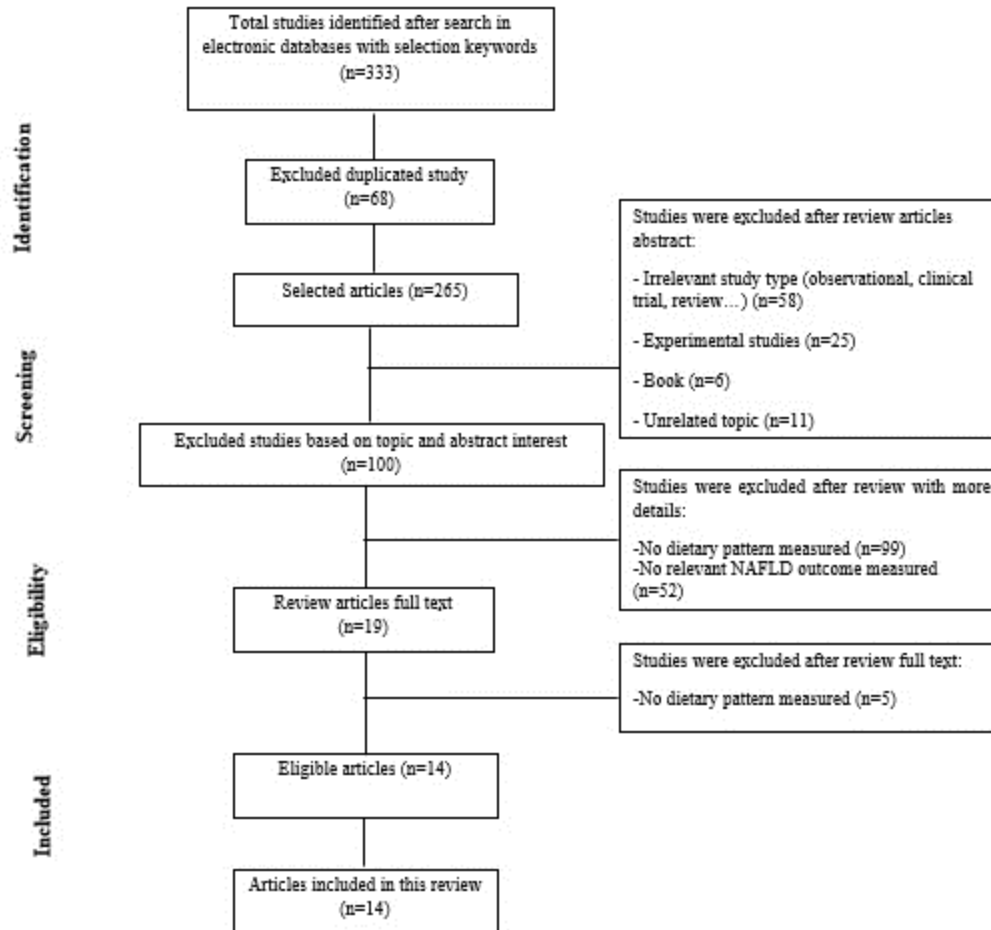 Total studies identified after search in
electronic databases with selection keywords
(n=333)
Identification
Excluded duplicated study
(n=68)
Selected articles (n=265)
Studies were excluded after review articles
abstract:
- Irrelevant study type (observational, clinical
trial, review...) (n=58)
- Experimental studies (n=25)
- Book (n=6)
- Unrelated topic (n=11)
Screening
Excluded studies based on topic and abstract interest
(n=100)
Studies were excluded after review with more
details:
-No dietary pattern measured (n=99)
-No relevant NAFLD outcome measured
(n=52)
Eligibility
Review articles full text
(n=19)
Studies were excluded after review full text:
-No dietary pattern measured (n=5)
Eligible articles (n=14)
Included
Articles included in this review
(n=14)